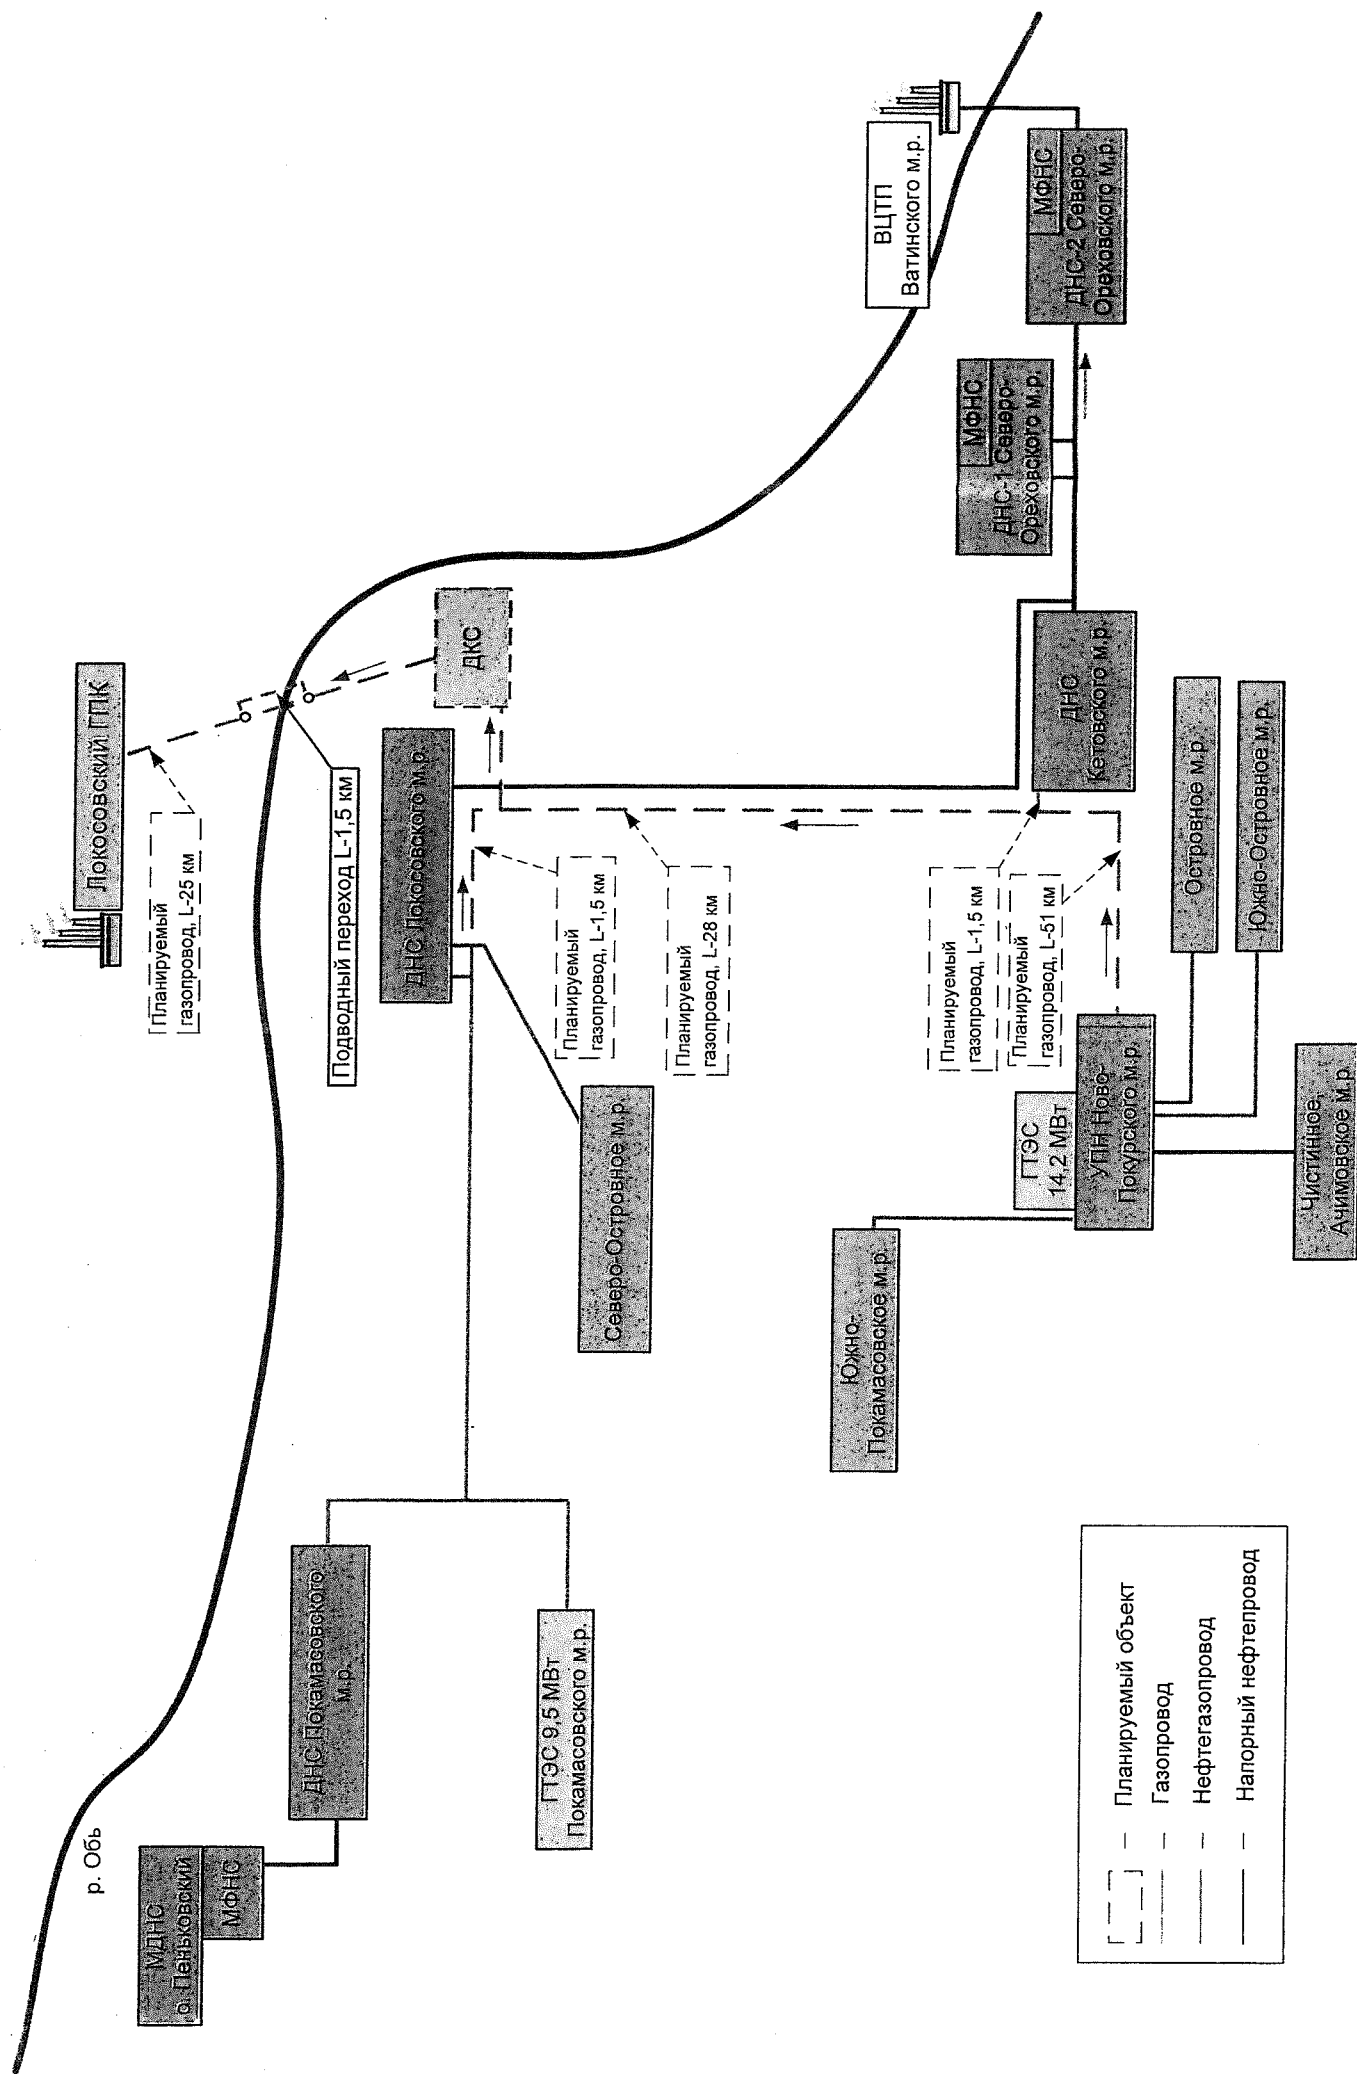 р. Обь
МДНС
о. Пеньковский
МФНС
ДНС Покамасовского
м.р.
ГТЭС 9,5 МВт
Покамасовского м.р.
Локосовский ГПК
Планируемый
газопровод, L-25 км
Подводный переход L-1,5 км
ДНС Локосовского м.р.
ДКС
Северо-Островное м.р.
Планируемый
газопровод, L-1,5 км
Планируемый
газопровод, L-28 км
ВЦТП
Ватинского м.р.
МФНС
ДНС-1 Северо-
Ореховского м.р.
МФНС
ДНС-2 Северо-
Ореховского м.р.
ДНС
Кетовского м.р.
Планируемый
газопровод, L-1,5 км
Планируемый
газопровод, L-51 км
Южно-
Покамасовское м.р.
ГТЭС
14,2 МВт
УПН Ново-
Покурского м.р.
Островное м.р.
Южно-Островное м.р.
Чистинное,
Ачимовское м.р.
– Планируемый объект
– Газопровод
– Нефтегазопровод
– Напорный нефтепровод